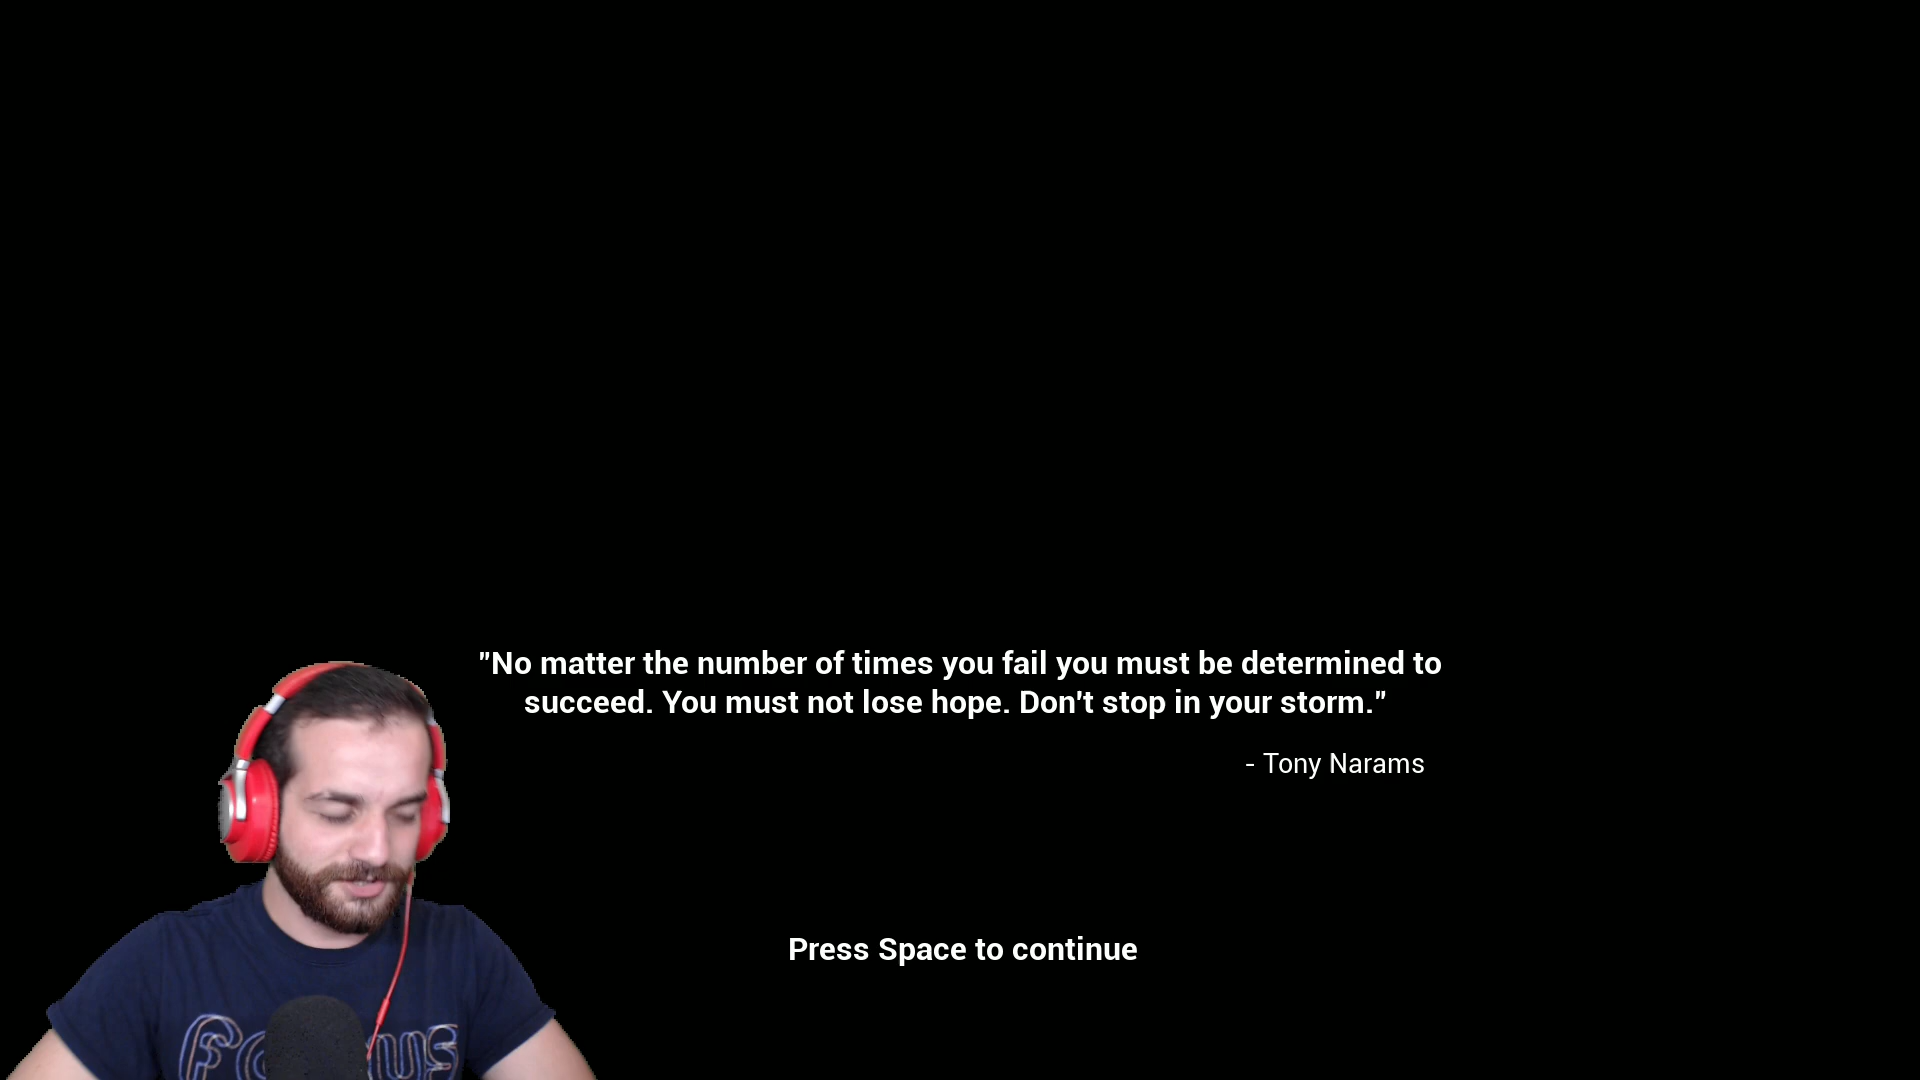 "No matter the number of times you fail you must be determined to
succeed. You must not lose hope. Don't stop in your storm."
- Tony Narams
Press Space to continue